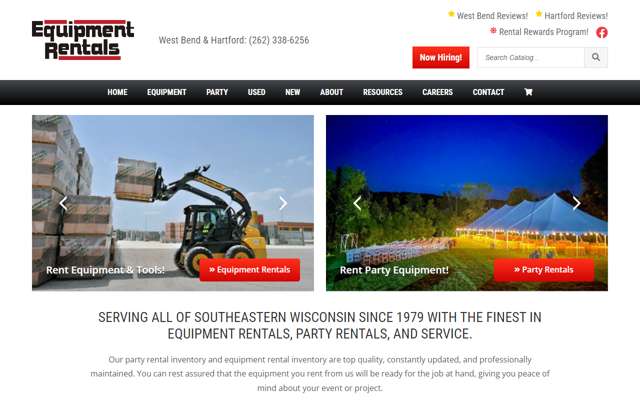 Equipment
Rentals
West Bend & Hartford: (262) 338-6256
West Bend Reviews! Hartford Reviews!
Rental Rewards Program!
Now Hiring!
Search Catalog...
HOME EQUIPMENT PARTY USED NEW ABOUT RESOURCES CAREERS CONTACT
Rent Equipment & Tools!
» Equipment Rentals
Rent Party Equipment!
» Party Rentals
SERVING ALL OF SOUTHEASTERN WISCONSIN SINCE 1979 WITH THE FINEST IN
EQUIPMENT RENTALS, PARTY RENTALS, AND SERVICE.
Our party rental inventory and equipment rental inventory are top quality, constantly updated, and professionally
maintained. You can rest assured that the equipment you rent from us will be ready for the job at hand, giving you peace of
mind about your event or project.